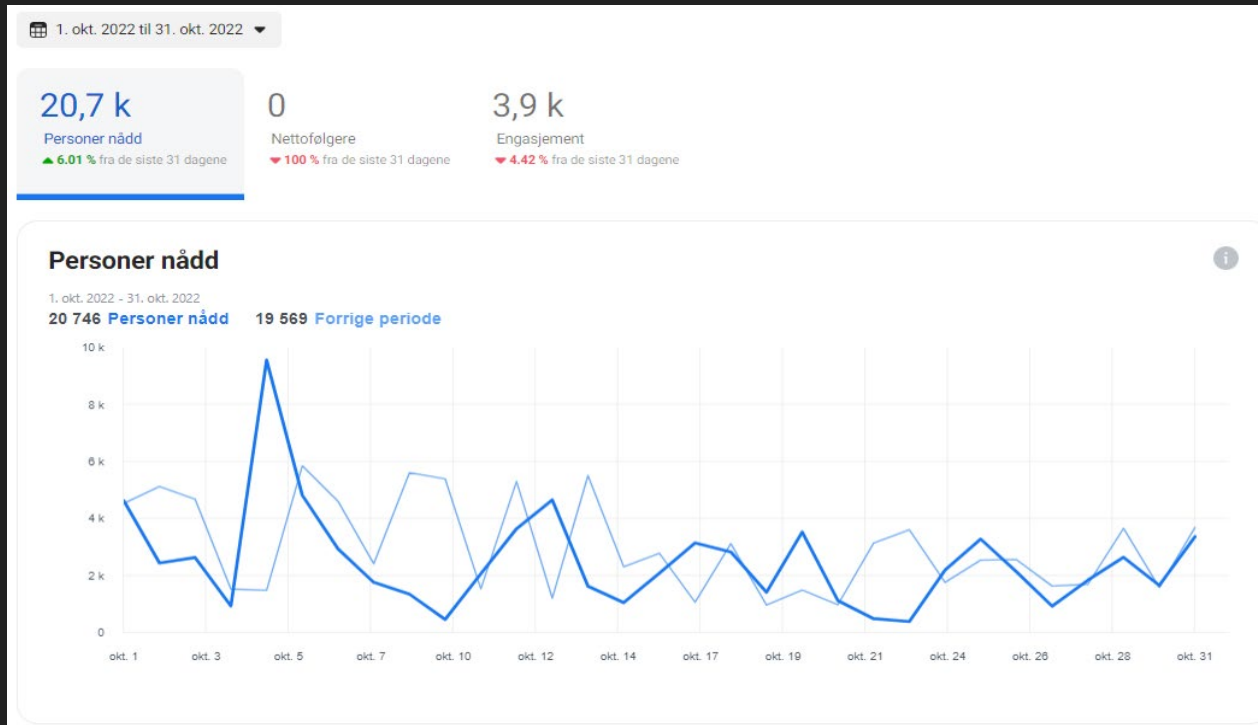 1. okt. 2022 til 31. okt. 2022
20,7 k
Personer nådd
6.01 % fra de siste 31 dagene
0
Nettofølgere
100 % fra de siste 31 dagene
3,9 k
Engasjement
4.42 % fra de siste 31 dagene
Personer nådd
i
1. okt. 2022 - 31. okt. 2022
20 746 Personer nådd 19 569 Forrige periode
10 k
8 k
6 k
4 k
2 k
0
okt. 1 okt. 3 okt. 5 okt. 7 okt. 10 okt. 12 okt. 14 okt. 17 okt. 19 okt. 21 okt. 24 okt. 26 okt. 28 okt. 31